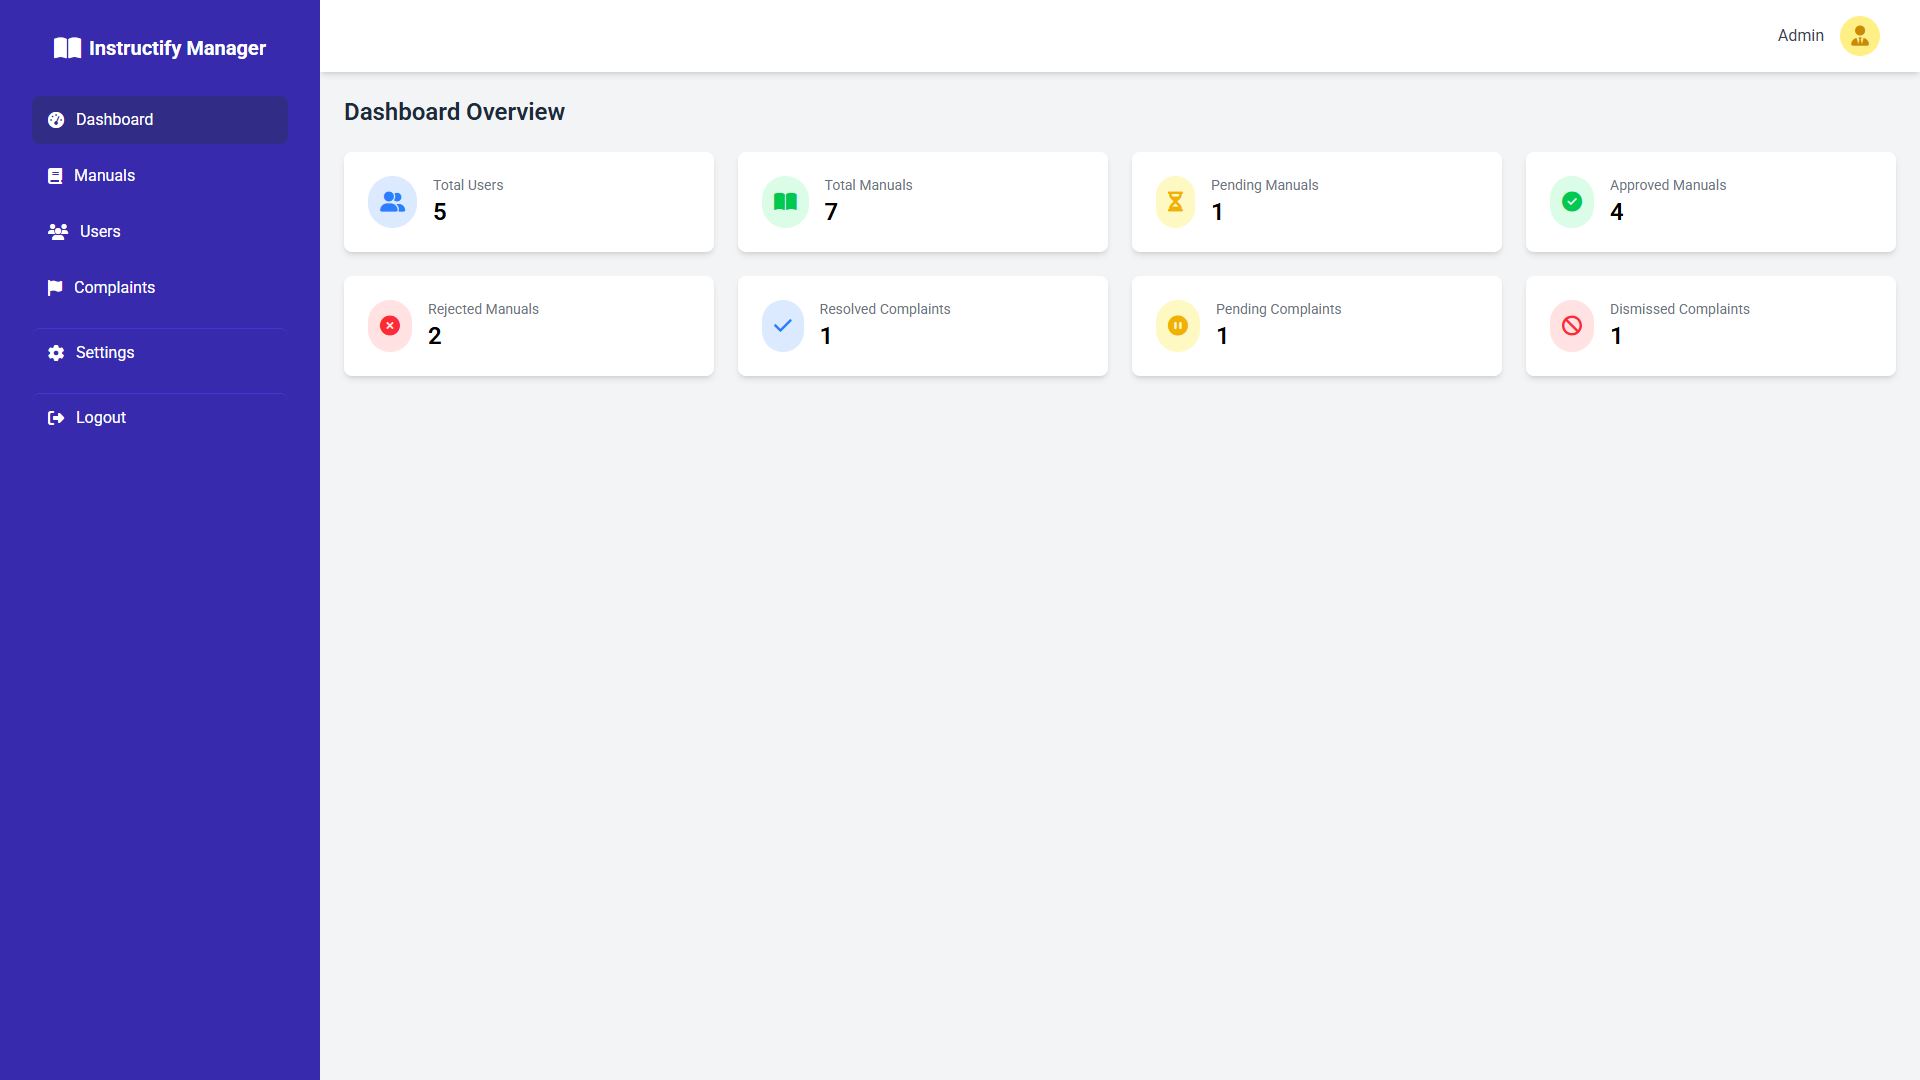 Instructify Manager
Dashboard
Manuals
Users
Complaints
Settings
Logout
Admin
Dashboard Overview
Total Users
5
Total Manuals
7
Pending Manuals
1
Approved Manuals
4
Rejected Manuals
2
Resolved Complaints
1
Pending Complaints
1
Dismissed Complaints
1